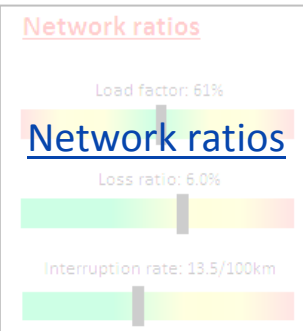 Network ratios
Load factor: 61%
Network ratios
Loss ratio: 6.0%
Interruption rate: 13.5/100km